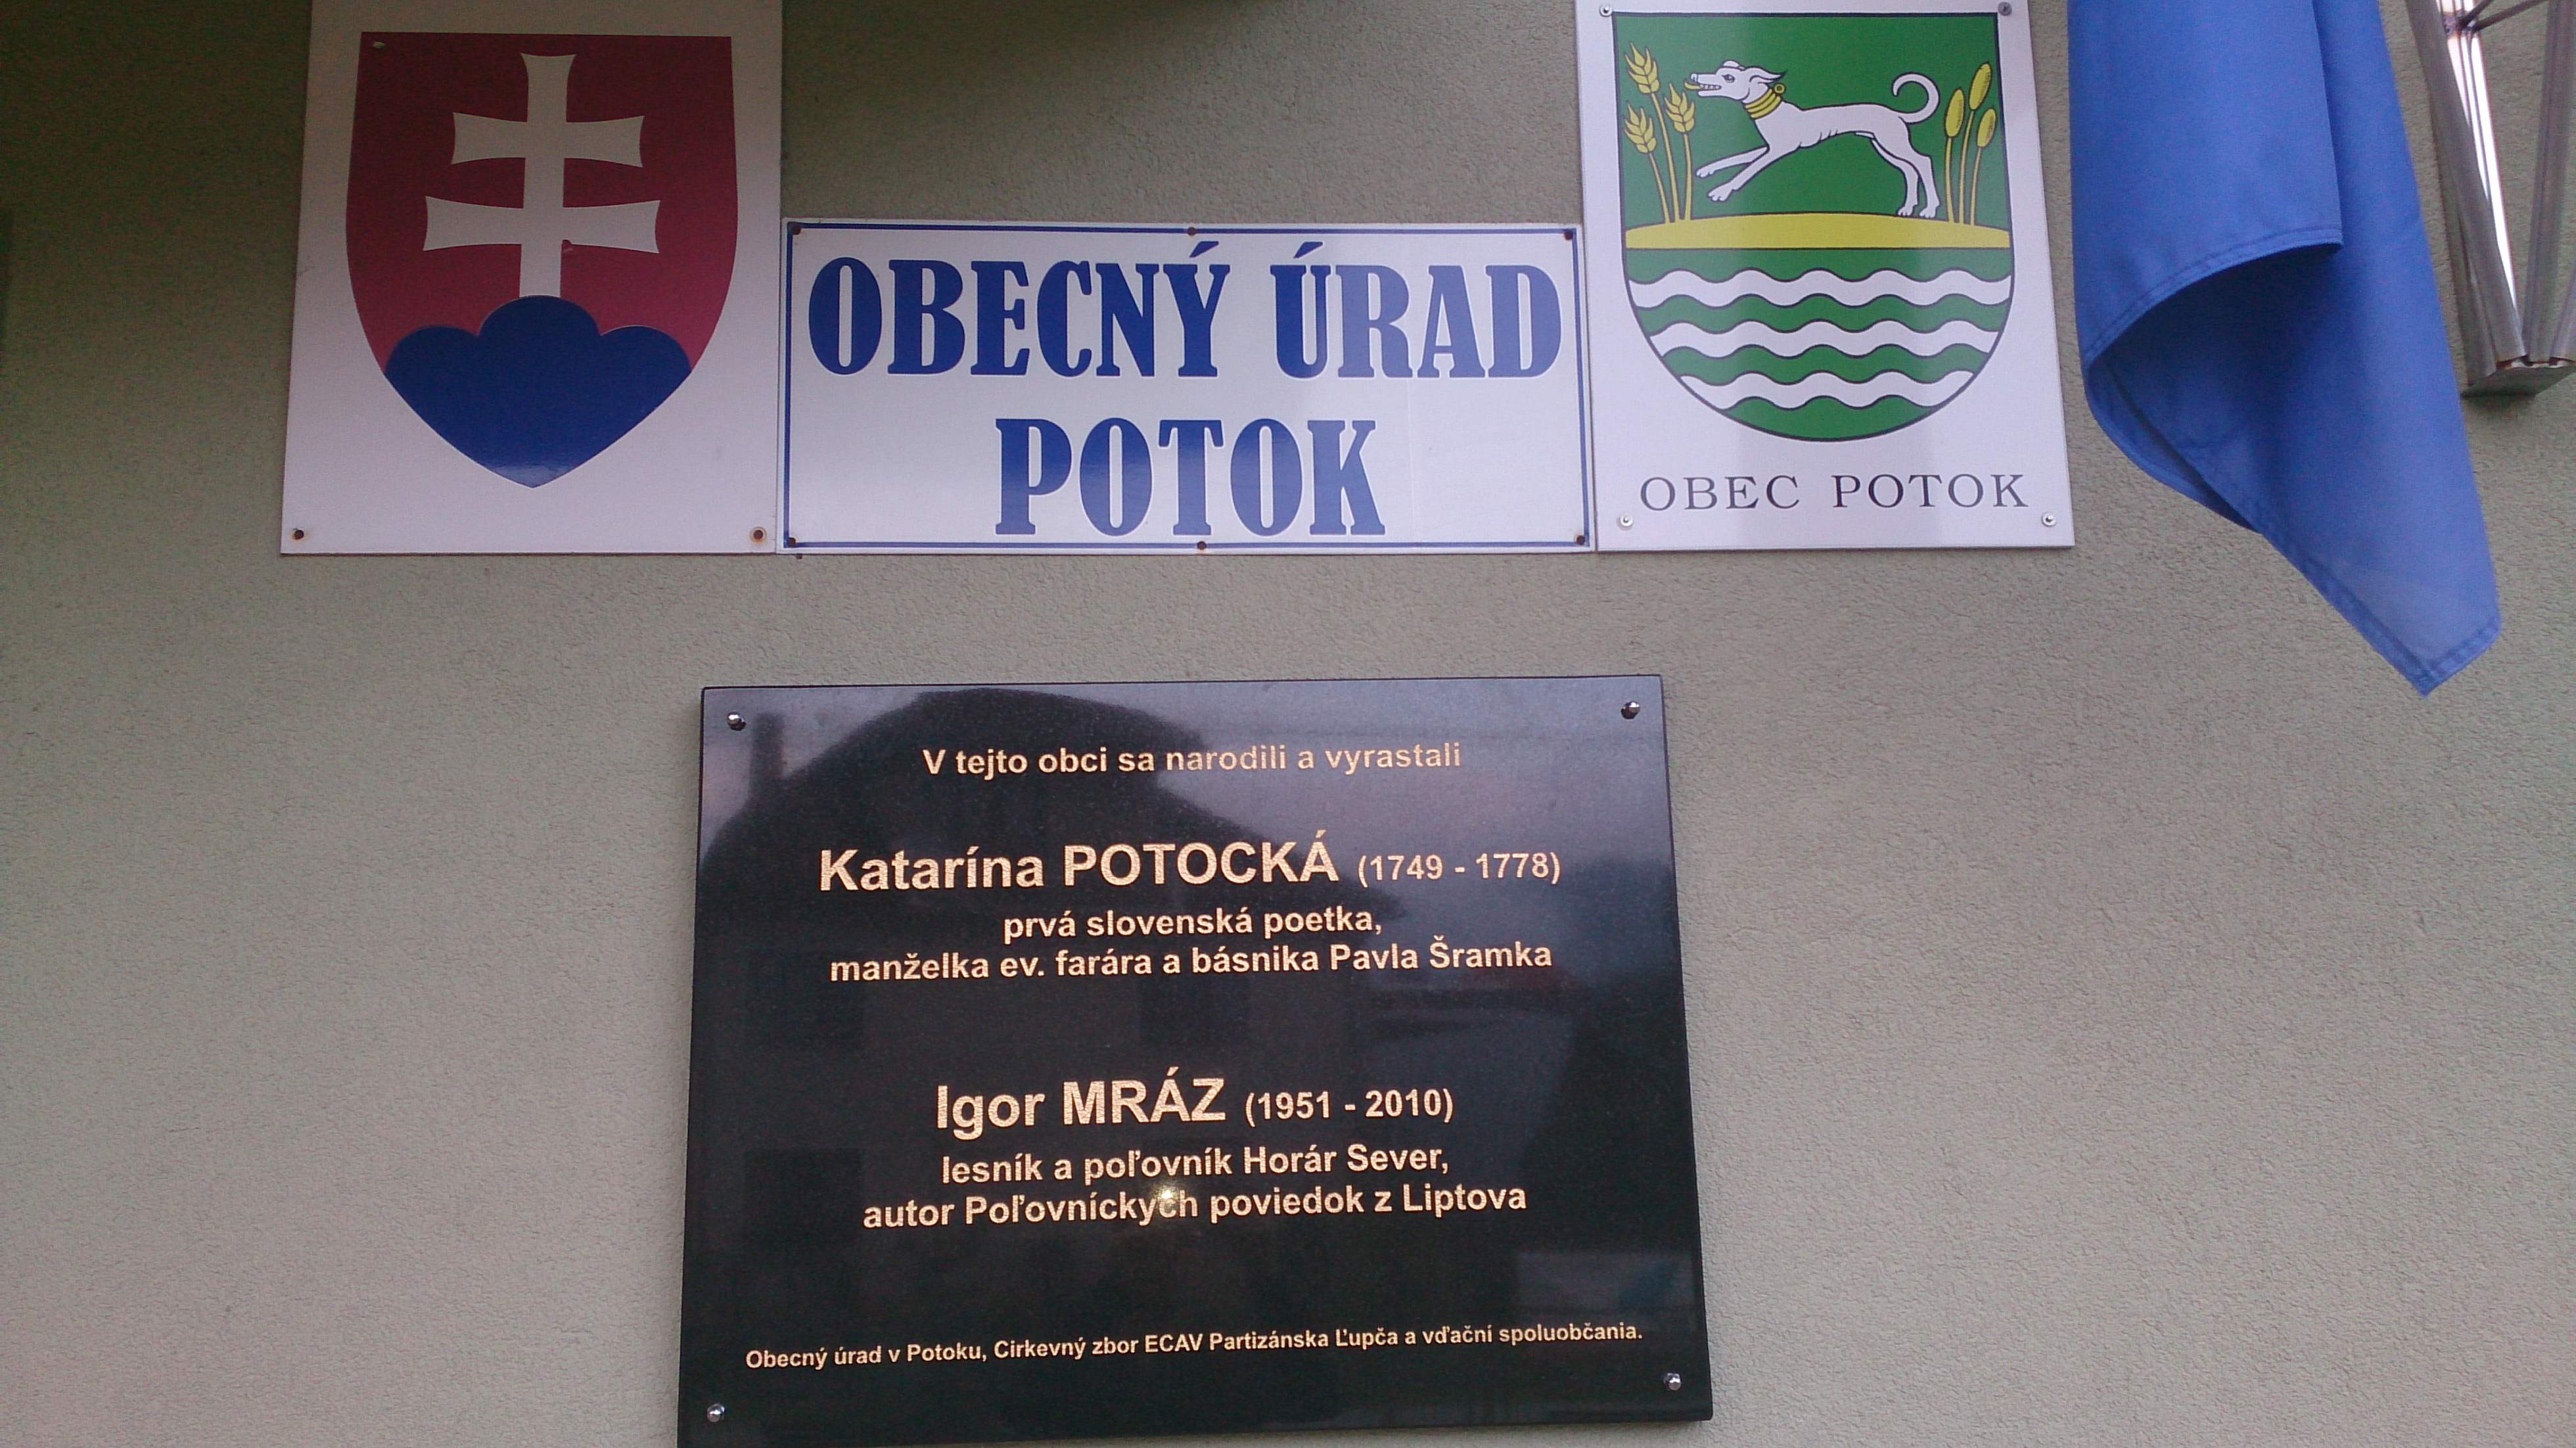 OBECNÝ ÚRAD
POTOK
OBEC POTOK
V tejto obci sa narodili a vyrastali
Katarína POTOCKÁ (1749 - 1778)
prvá slovenská poetka,
manželka ev. farára a básnika Pavla Šramka
Igor MRÁZ (1951 - 2010)
lesník a poľovník Horár Sever,
autor Poľovníckych poviedok z Liptova
Obecný úrad v Potoku, Cirkevný zbor ECAV Partizánska Ľupča a vďační spoluobčania.